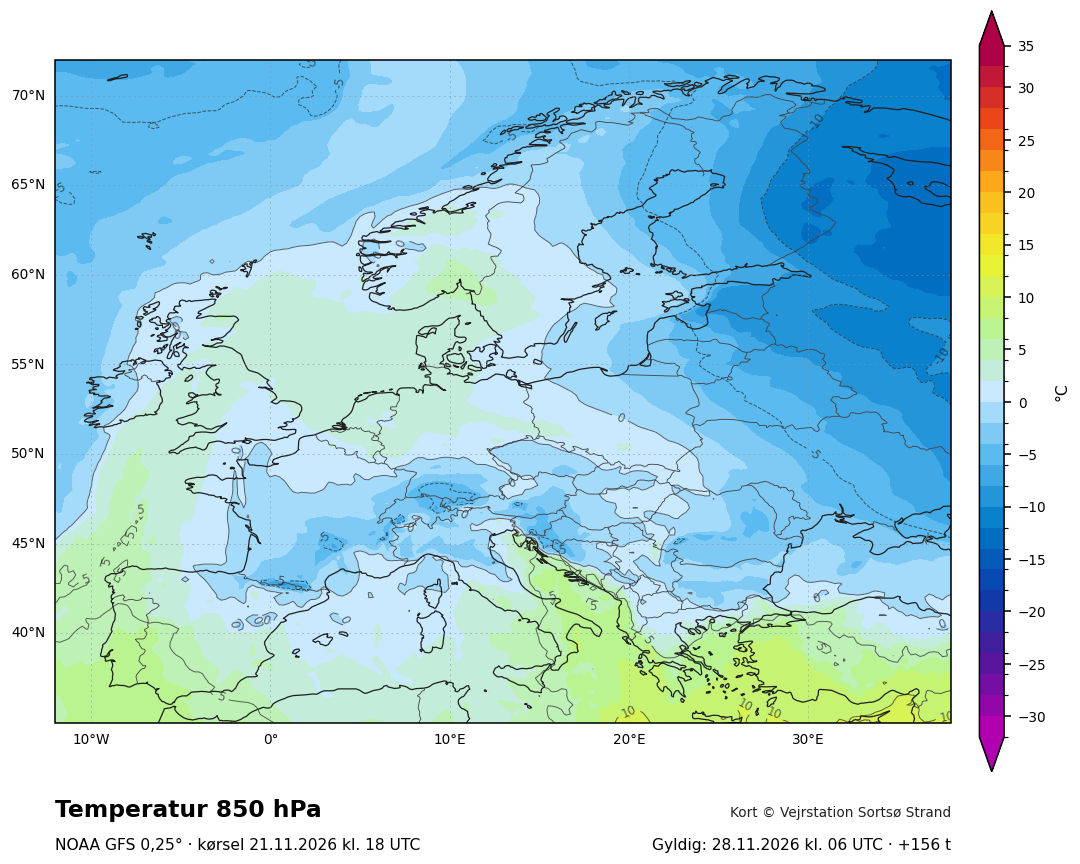 35
30
25
20
15
10
5
0
−5
−10
−15
−20
−25
−30
°C
70°N
65°N
60°N
55°N
50°N
45°N
40°N
10°W
0°
10°E
20°E
30°E
Temperatur 850 hPa
Kort © Vejrstation Sortsø Strand
NOAA GFS 0,25° · kørsel 21.11.2026 kl. 18 UTC
Gyldig: 28.11.2026 kl. 06 UTC · +156 t